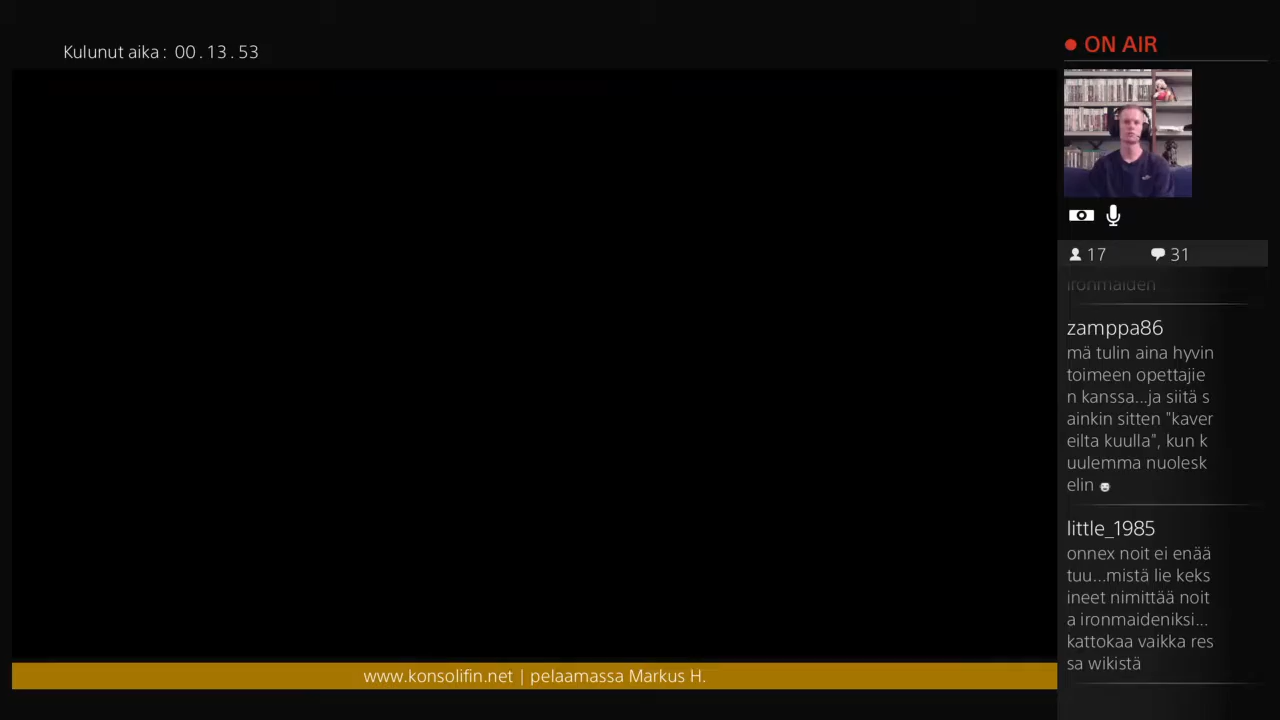 Kulunut aika : 00 . 13 . 53
ON AIR
17 31
ironmaiden
zamppa86
mä tulin aina hyvin
toimeen opettajie
n kanssa...ja siitä s
ainkin sitten "kaver
eilta kuulla", kun k
uulemma nuolesk
elin
little_1985
onnex noit ei enää
tuu...mistä lie keks
ineet nimittää noit
a ironmaideniksi...
kattokaa vaikka res
sa wikistä
www.konsolifin.net | pelaamassa Markus H.